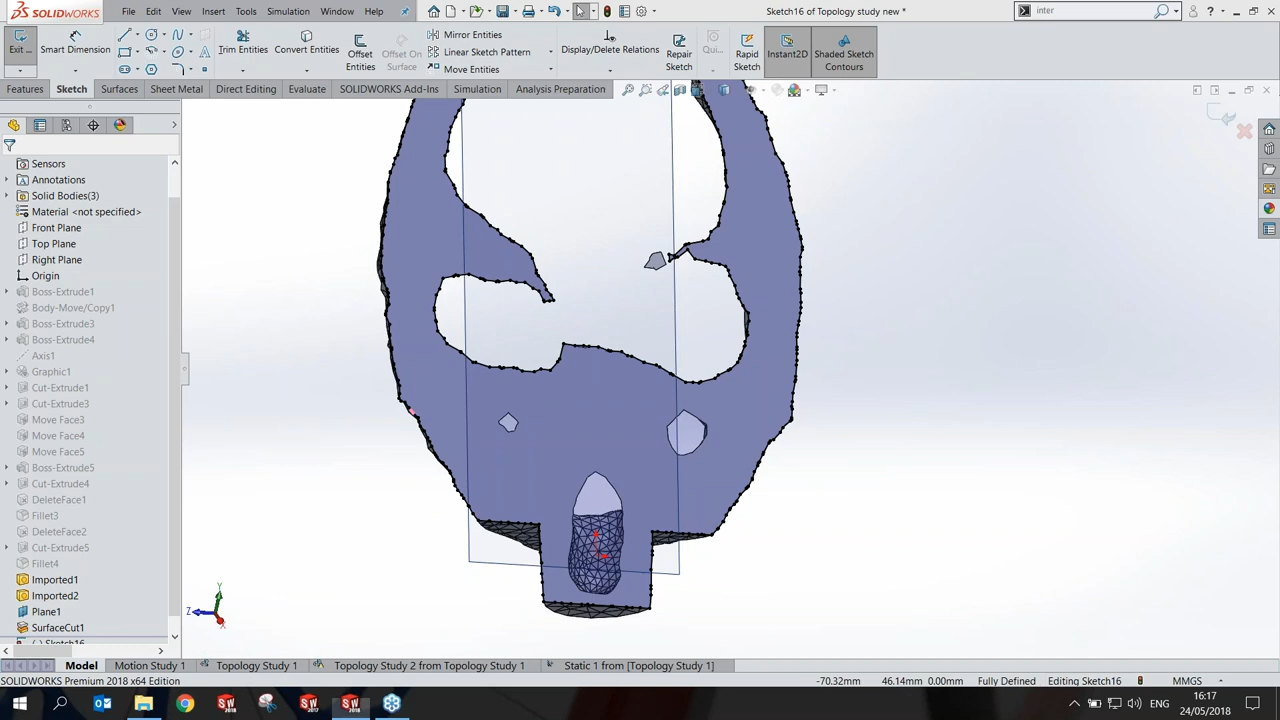 SOLIDWORKS File Edit View Insert Tools Simulation Window Help Sketch16 of Topology study new * inter
Exit ... Smart Dimension Trim Entities Convert Entities Offset Entities Offset On Surface Mirror Entities Linear Sketch Pattern Move Entities Display/Delete Relations Repair Sketch Qui... Rapid Sketch Instant2D Shaded Sketch Contours
Features Sketch Surfaces Sheet Metal Direct Editing Evaluate SOLIDWORKS Add-Ins Simulation Analysis Preparation
Sensors
Annotations
Solid Bodies(3)
Material <not specified>
Front Plane
Top Plane
Right Plane
Origin
Boss-Extrude1
Body-Move/Copy1
Boss-Extrude3
Boss-Extrude4
Axis1
Graphic1
Cut-Extrude1
Cut-Extrude3
Move Face3
Move Face4
Move Face5
Boss-Extrude5
Cut-Extrude4
DeleteFace1
Fillet3
DeleteFace2
Cut-Extrude5
Fillet4
Imported1
Imported2
Plane1
SurfaceCut1
(-) Sketch16
Y
Z
X
Model Motion Study 1 Topology Study 1 Topology Study 2 from Topology Study 1 Static 1 from [Topology Study 1]
SOLIDWORKS Premium 2018 x64 Edition -70.32mm 46.14mm 0.00mm Fully Defined Editing Sketch16 MMGS
ENG 16:17
24/05/2018